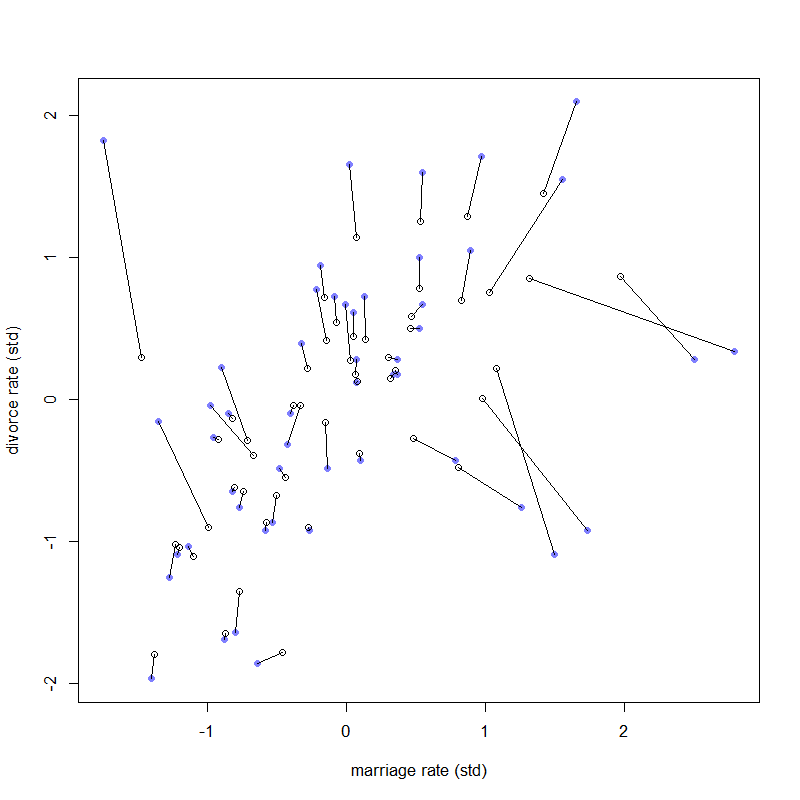 2
1
0
-1
-2
divorce rate (std)
-1 0 1 2
marriage rate (std)